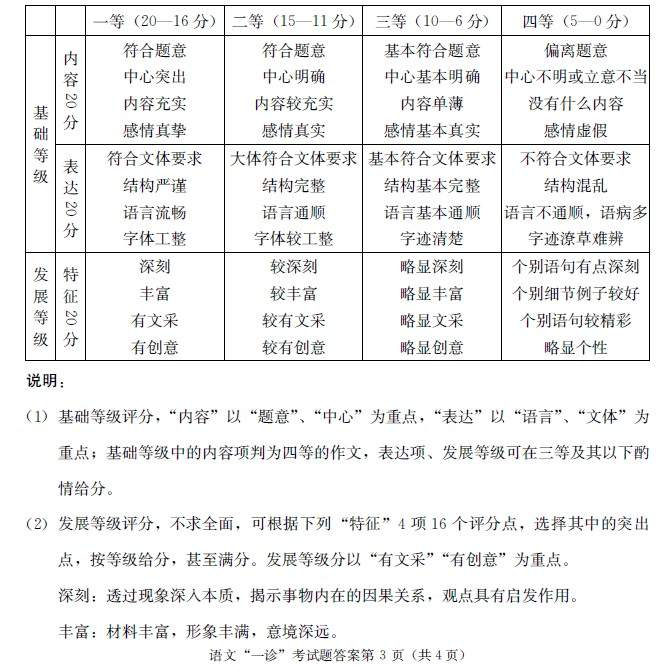 一等（20—16 分） 二等（15—11 分） 三等（10—6 分） 四等（5—0 分）
基础等级 内容20分 符合题意 符合题意 基本符合题意 偏离题意
中心突出 中心明确 中心基本明确 中心不明或立意不当
内容充实 内容较充实 内容单薄 没有什么内容
感情真挚 感情真实 感情基本真实 感情虚假
表达20分 符合文体要求 大体符合文体要求 基本符合文体要求 不符合文体要求
结构严谨 结构完整 结构基本完整 结构混乱
语言流畅 语言通顺 语言基本通顺 语言不通顺，语病多
字体工整 字体较工整 字迹清楚 字迹潦草难辨
发展等级 特征20分 深刻 较深刻 略显深刻 个别语句有点深刻
丰富 较丰富 略显丰富 个别细节例子较好
有文采 较有文采 略显文采 个别语句较精彩
有创意 较有创意 略显创意 略显个性
说明：
（1）基础等级评分，“内容”以“题意”、“中心”为重点，“表达”以“语言”、“文体”为
重点；基础等级中的内容项判为四等的作文，表达项、发展等级可在三等及其以下酌
情给分。
（2）发展等级评分，不求全面，可根据下列“特征”4 项 16 个评分点，选择其中的突出
点，按等级给分，甚至满分。发展等级分以“有文采”“有创意”为重点。
深刻：透过现象深入本质，揭示事物内在的因果关系，观点具有启发作用。
丰富：材料丰富，形象丰满，意境深远。
语文“一诊”考试题答案第 3 页（共 4 页）